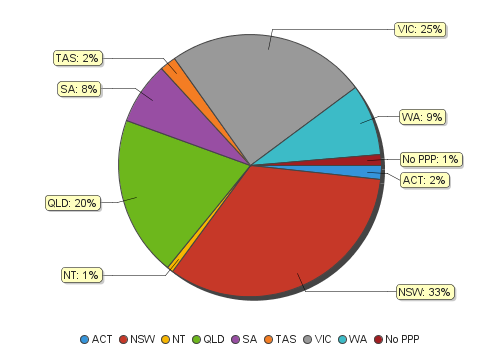 VIC: 25%
TAS: 2%
SA: 8%
WA: 9%
No PPP: 1%
ACT: 2%
QLD: 20%
NT: 1%
NSW: 33%
ACT NSW NT QLD SA TAS VIC WA No PPP